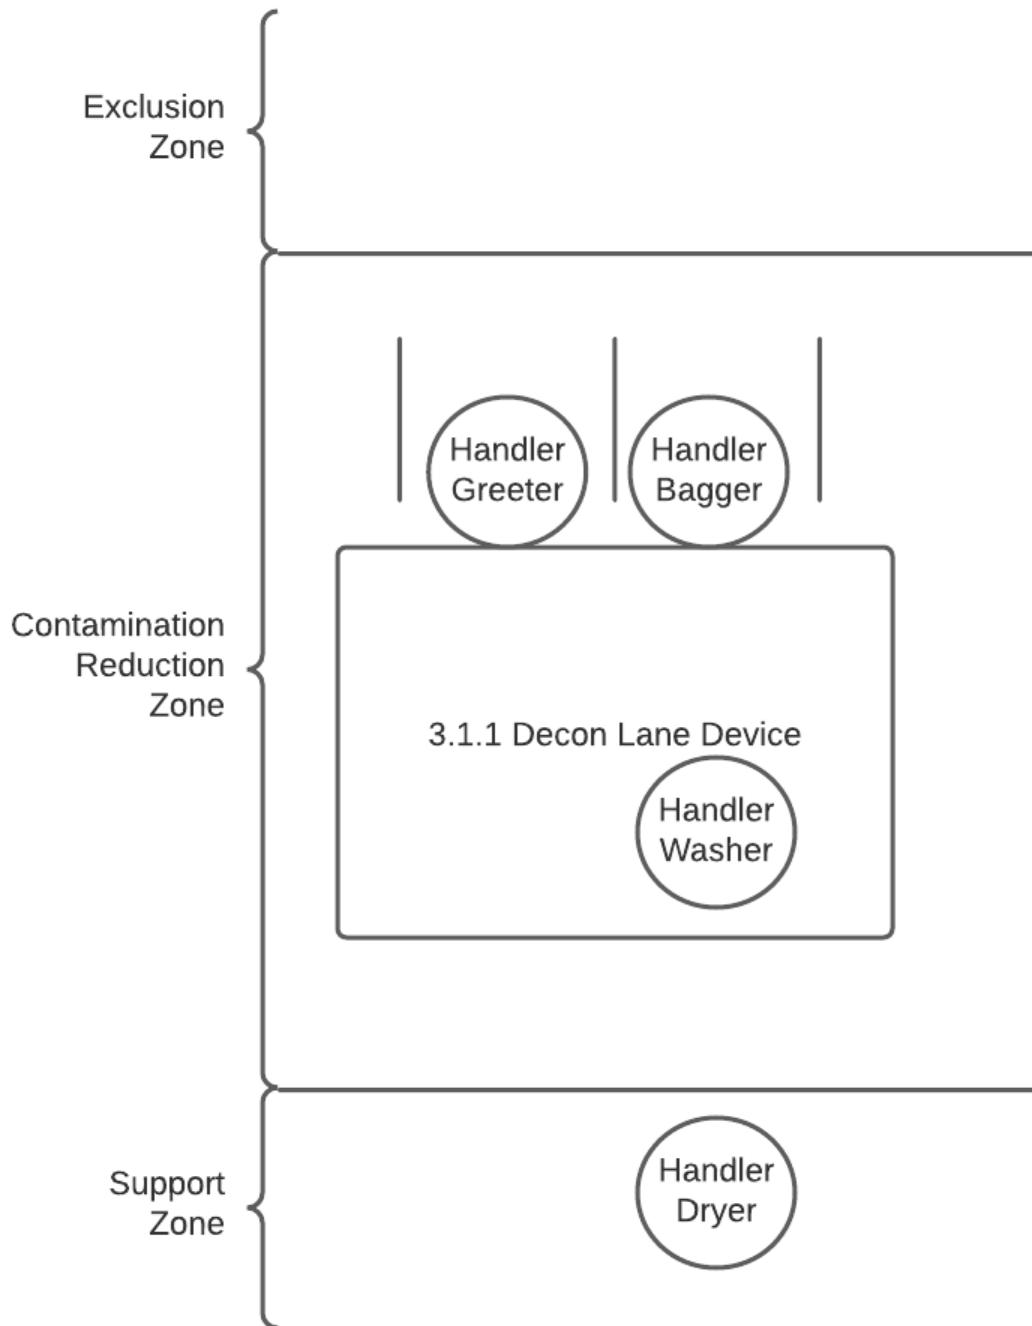 Exclusion
Zone
Handler
Greeter
Handler
Bagger
Contamination
Reduction
Zone
3.1.1 Decon Lane Device
Handler
Washer
Support
Zone
Handler
Dryer